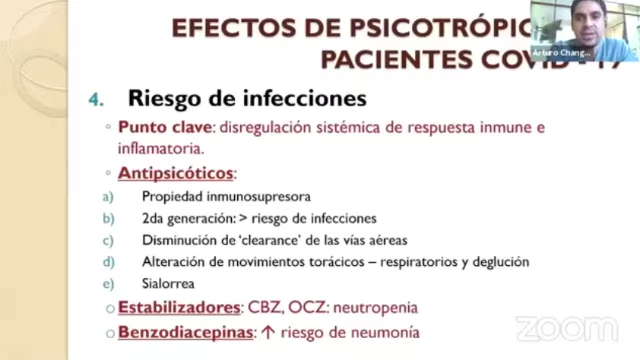 EFECTOS DE PSICOTRÓPIC
PACIENTES COVID -19
Arturo Chang...
4. Riesgo de infecciones
◦ Punto clave: disregulación sistémica de respuesta inmune e
inflamatoria.
◦ Antipsicóticos:
a) Propiedad inmunosupresora
b) 2da generación: > riesgo de infecciones
c) Disminución de ‘clearance’ de las vías aéreas
d) Alteración de movimientos torácicos – respiratorios y deglución
e) Sialorrea
o Estabilizadores: CBZ, OCZ: neutropenia
o Benzodiacepinas: ↑ riesgo de neumonía
zoom